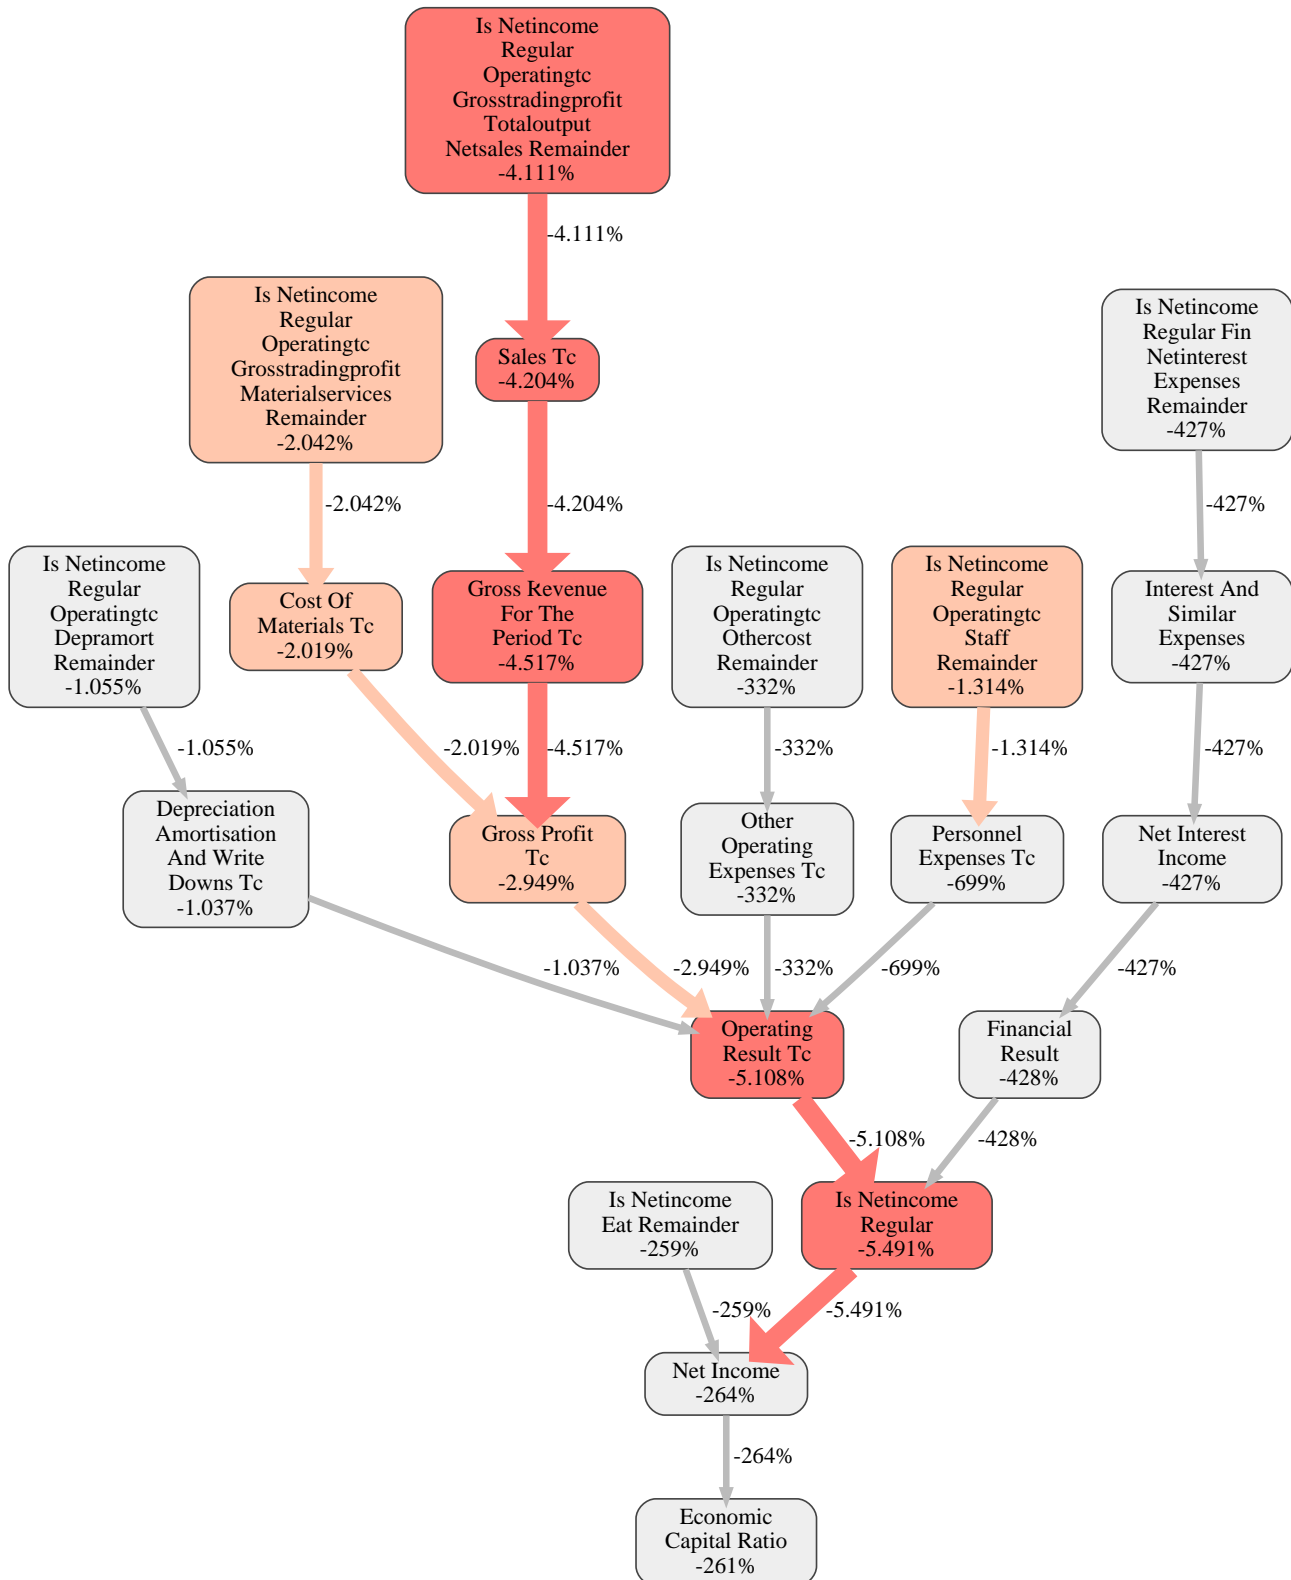 Is Netincome
Regular
Operatingtc
Grosstradingprofit
Totaloutput
Netsales Remainder
-4.111%
-4.111%
Is Netincome
Regular
Operatingtc
Grosstradingprofit
Materialservices
Remainder
-2.042%
Sales Tc
-4.204%
Is Netincome
Regular Fin
Netinterest
Expenses
Remainder
-427%
-2.042%
-4.204%
-427%
Is Netincome
Regular
Operatingtc
Depramort
Remainder
-1.055%
Cost Of
Materials Tc
-2.019%
Gross Revenue
For The
Period Tc
-4.517%
Is Netincome
Regular
Operatingtc
Othercost
Remainder
-332%
Is Netincome
Regular
Operatingtc
Staff
Remainder
-1.314%
Interest And
Similar
Expenses
-427%
-1.055%
-2.019%
-4.517%
-332%
-1.314%
-427%
Depreciation
Amortisation
And Write
Downs Tc
-1.037%
Gross Profit
Tc
-2.949%
Other
Operating
Expenses Tc
-332%
Personnel
Expenses Tc
-699%
Net Interest
Income
-427%
-1.037%
-2.949%
-332%
-699%
-427%
Operating
Result Tc
-5.108%
Financial
Result
-428%
-5.108%
-428%
Is Netincome
Eat Remainder
-259%
Is Netincome
Regular
-5.491%
-259%
-5.491%
Net Income
-264%
-264%
Economic
Capital Ratio
-261%